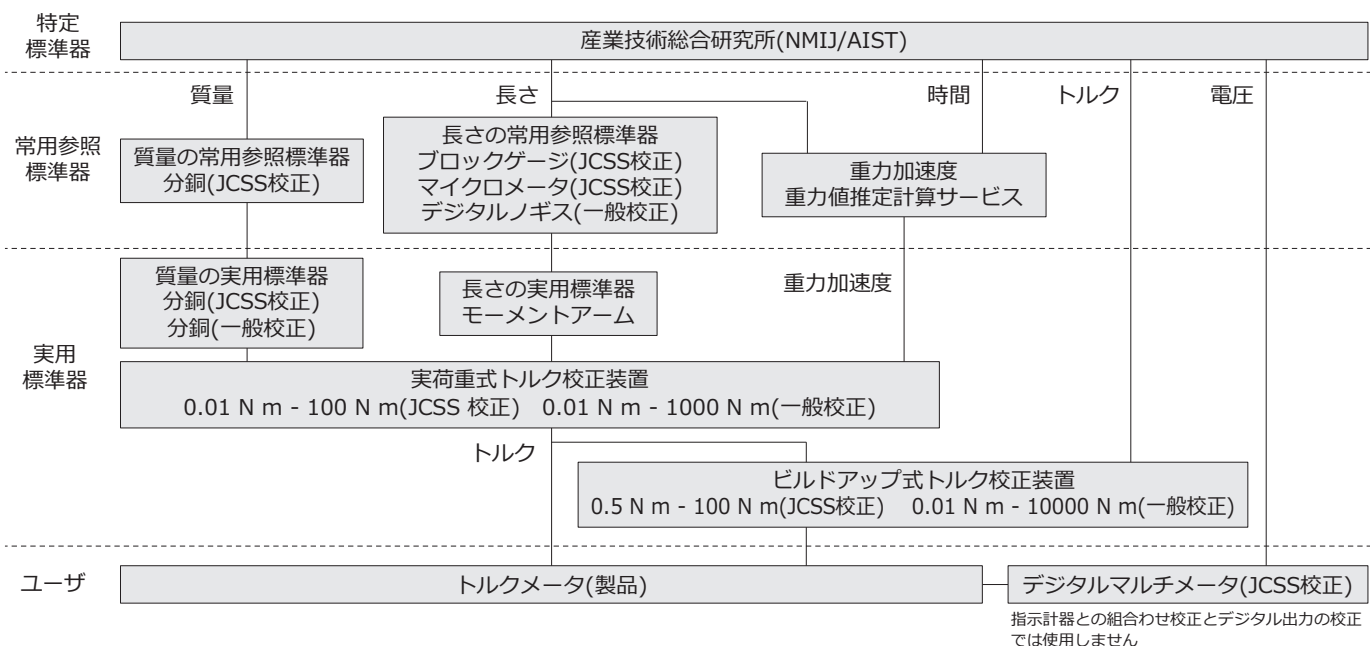 特定
標準器
産業技術総合研究所(NMIJ/AIST)
質量
長さ
時間
トルク
電圧
常用参照
標準器
質量の常用参照標準器
分銅(JCSS校正)
長さの常用参照標準器
ブロックゲージ(JCSS校正)
マイクロメータ(JCSS校正)
デジタルノギス(一般校正)
重力加速度
重力値推定計算サービス
実用
標準器
質量の実用標準器
分銅(JCSS校正)
分銅(一般校正)
長さの実用標準器
モーメントアーム
重力加速度
実荷重式トルク校正装置
0.01 N m - 100 N m(JCSS 校正) 0.01 N m - 1000 N m(一般校正)
トルク
ビルドアップ式トルク校正装置
0.5 N m - 100 N m(JCSS校正) 0.01 N m - 10000 N m(一般校正)
ユーザ
トルクメータ(製品)
デジタルマルチメータ(JCSS校正)
指示計器との組合わせ校正とデジタル出力の校正
では使用しません